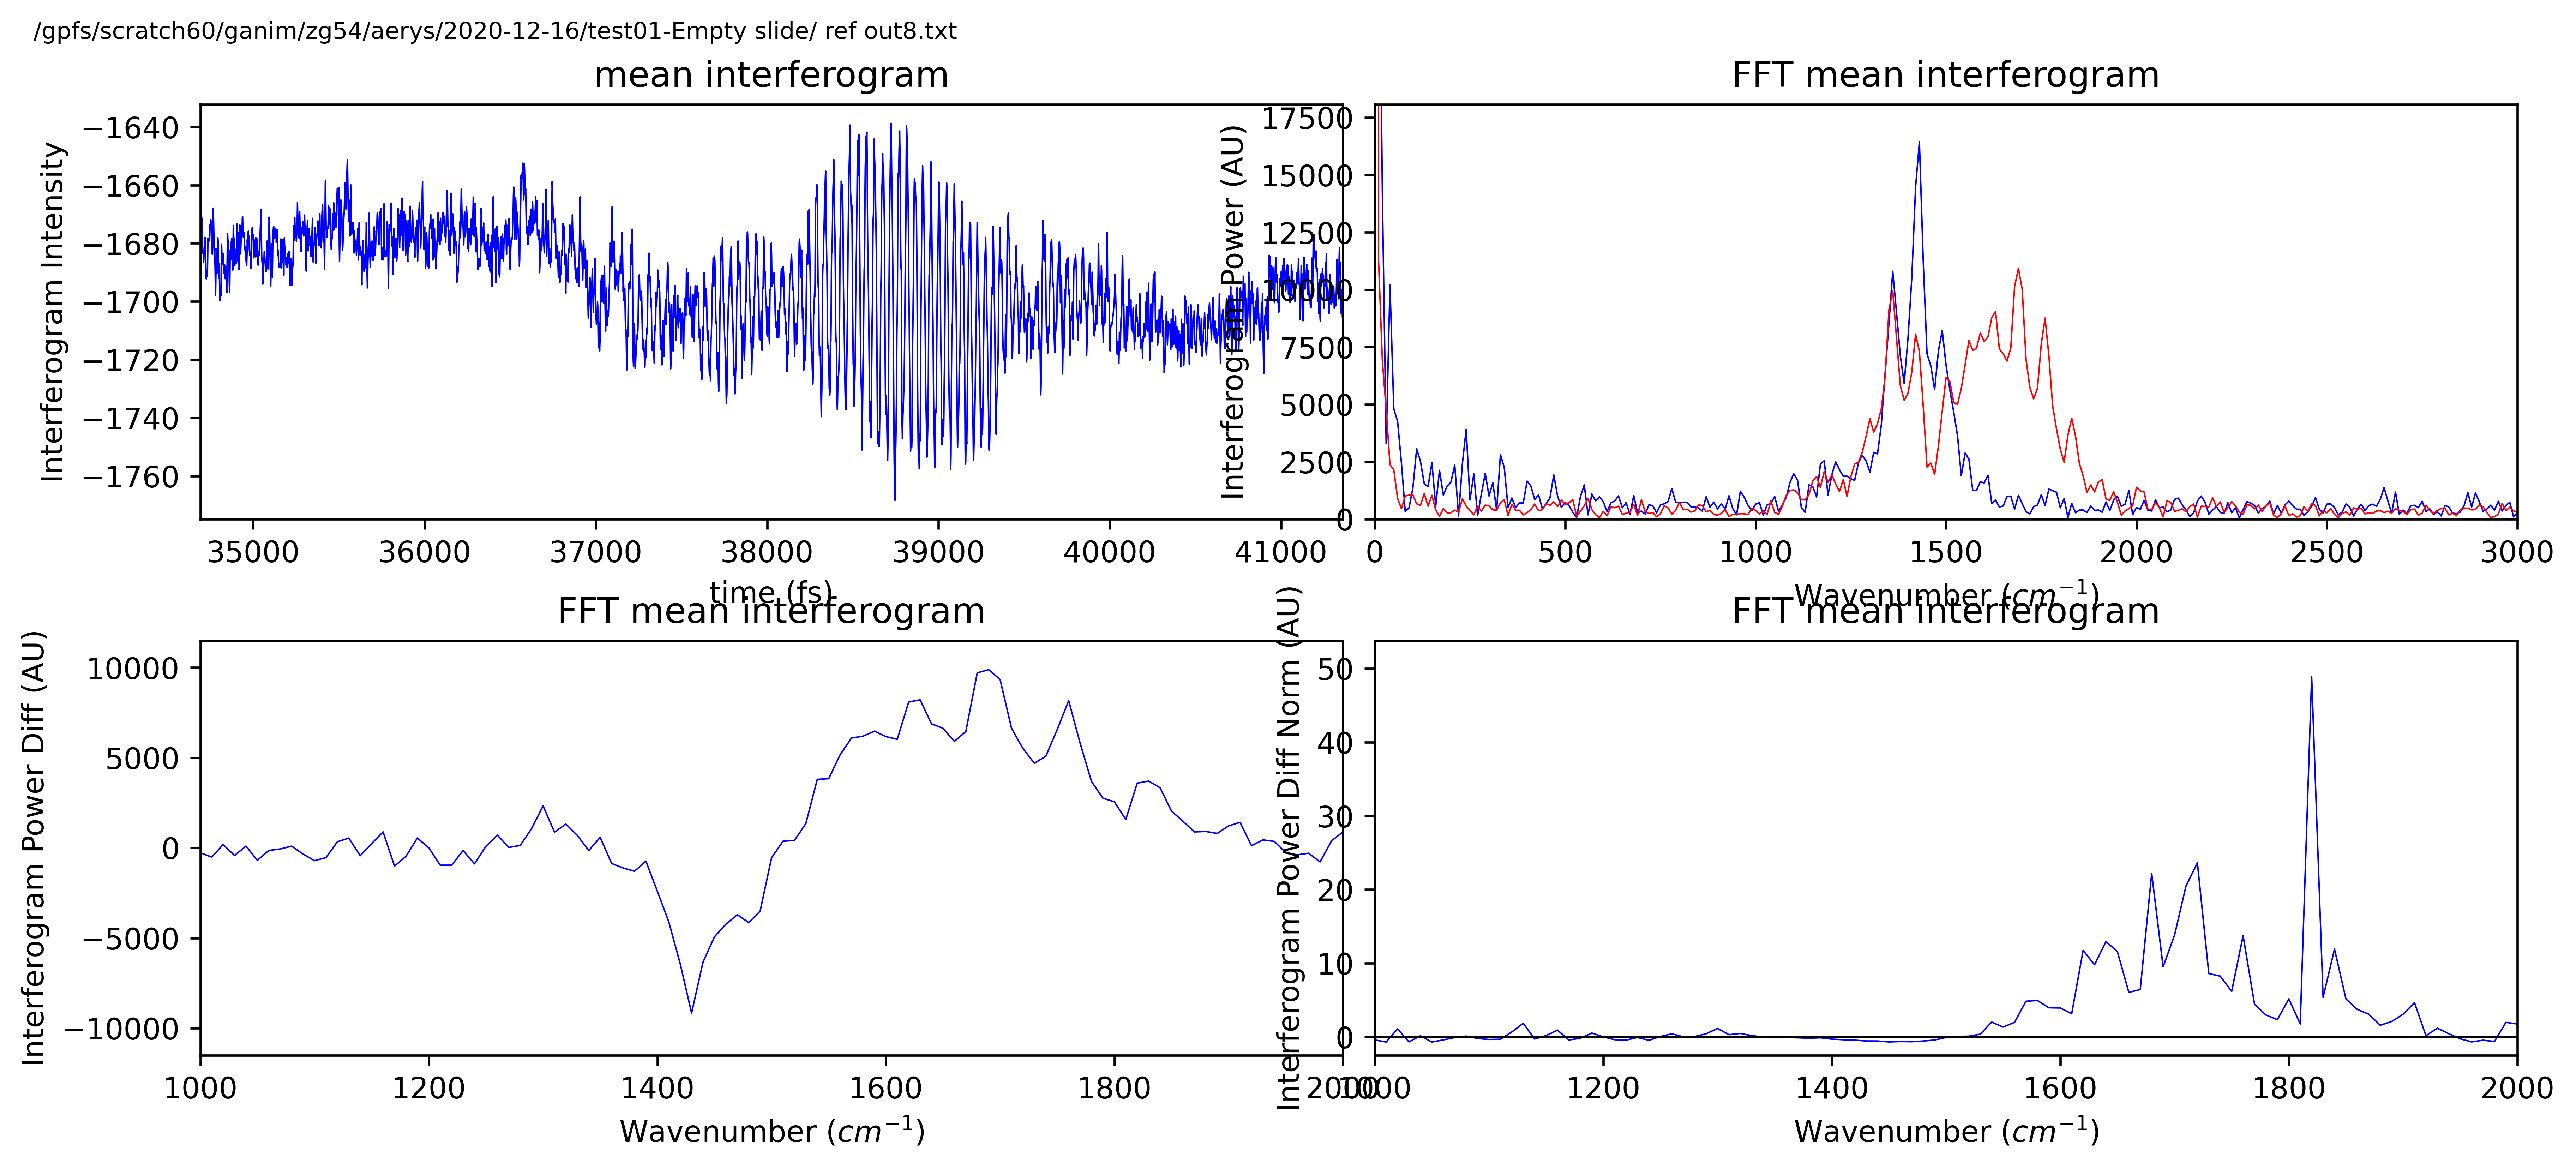 /gpfs/scratch60/ganim/zg54/aerys/2020-12-16/test01-Empty slide/ ref out8.txt
mean interferogram
Interferogram Intensity
−1640
−1660
−1680
−1700
−1720
−1740
−1760
35000 36000 37000 38000 39000 40000 41000
time (fs)
FFT mean interferogram
Interferogram Power (AU)
17500
15000
12500
10000
7500
5000
2500
0
0 500 1000 1500 2000 2500 3000
Wavenumber (cm⁻¹)
FFT mean interferogram
Interferogram Power Diff (AU)
10000
5000
0
−5000
−10000
1000 1200 1400 1600 1800 2000
Wavenumber (cm⁻¹)
FFT mean interferogram
Interferogram Power Diff Norm (AU)
50
40
30
20
10
0
1000 1200 1400 1600 1800 2000
Wavenumber (cm⁻¹)